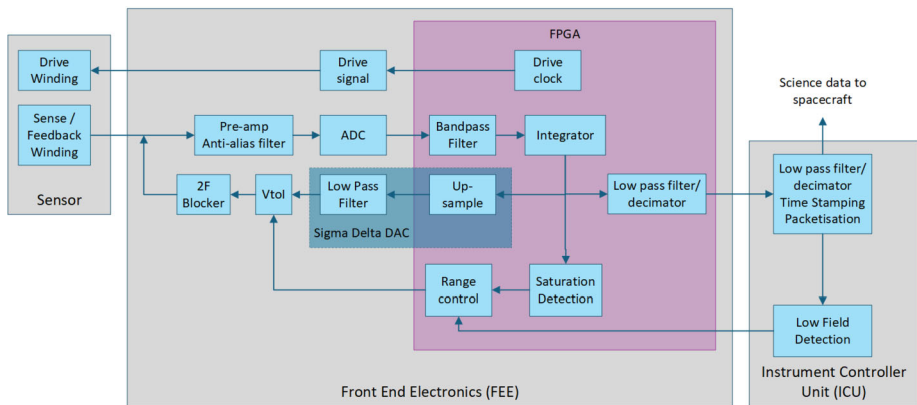 FPGA
Drive
Winding
Drive
signal
Drive
clock
Science data to
spacecraft
Sense /
Feedback
Winding
Pre-amp
Anti-alias filter
ADC
Bandpass
Filter
Integrator
Low pass filter/
decimator
Time Stamping
Packetisation
Sensor
2F
Blocker
Vtol
Low Pass
Filter
Up-
sample
Low pass filter/
decimator
Sigma Delta DAC
Range
control
Saturation
Detection
Low Field
Detection
Front End Electronics (FEE)
Instrument Controller
Unit (ICU)